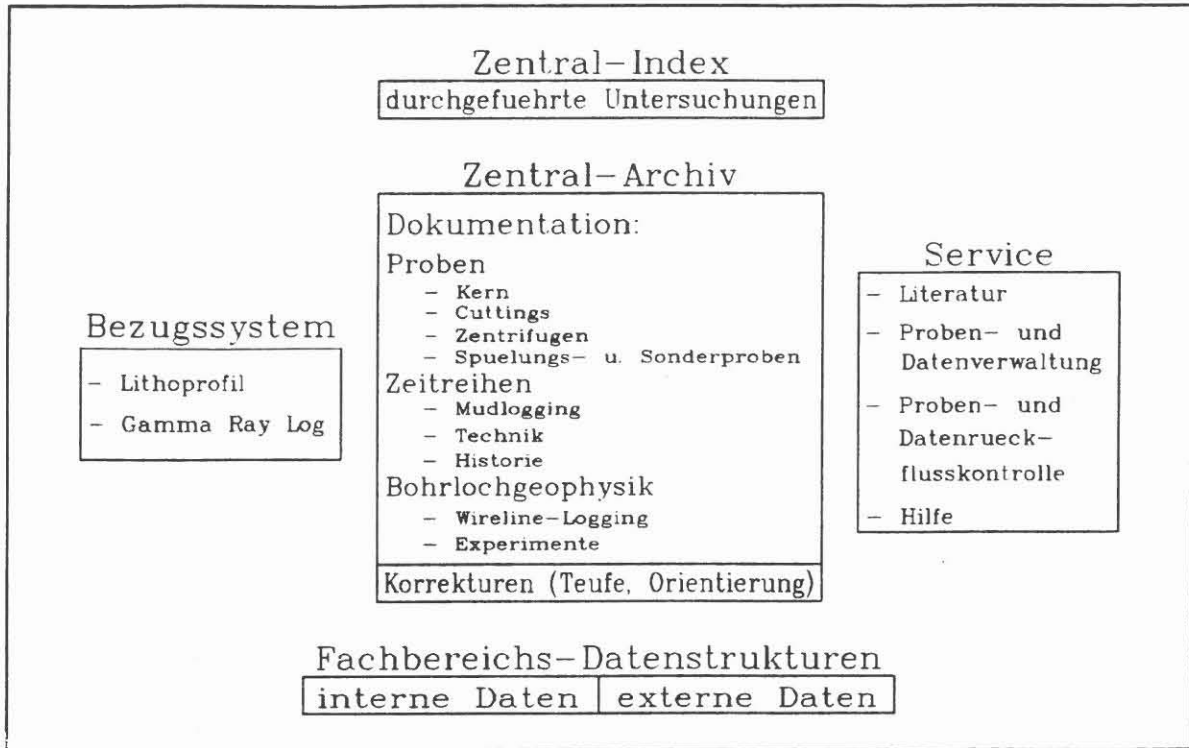 Zentral-Index
durchgefuehrte Untersuchungen
Zentral-Archiv
Dokumentation:
Proben
- Kern
- Cuttings
- Zentrifugen
- Spuelungs- u. Sonderproben
Zeitreihen
- Mudlogging
- Technik
- Historie
Bohrlochgeophysik
- Wireline-Logging
- Experimente
Korrekturen (Teufe, Orientierung)
Bezugssystem
- Lithoprofil
- Gamma Ray Log
Service
- Literatur
- Proben- und
Datenverwaltung
- Proben- und
Datenrueck-
flusskontrolle
- Hilfe
Fachbereichs-Datenstrukturen
interne Daten
externe Daten